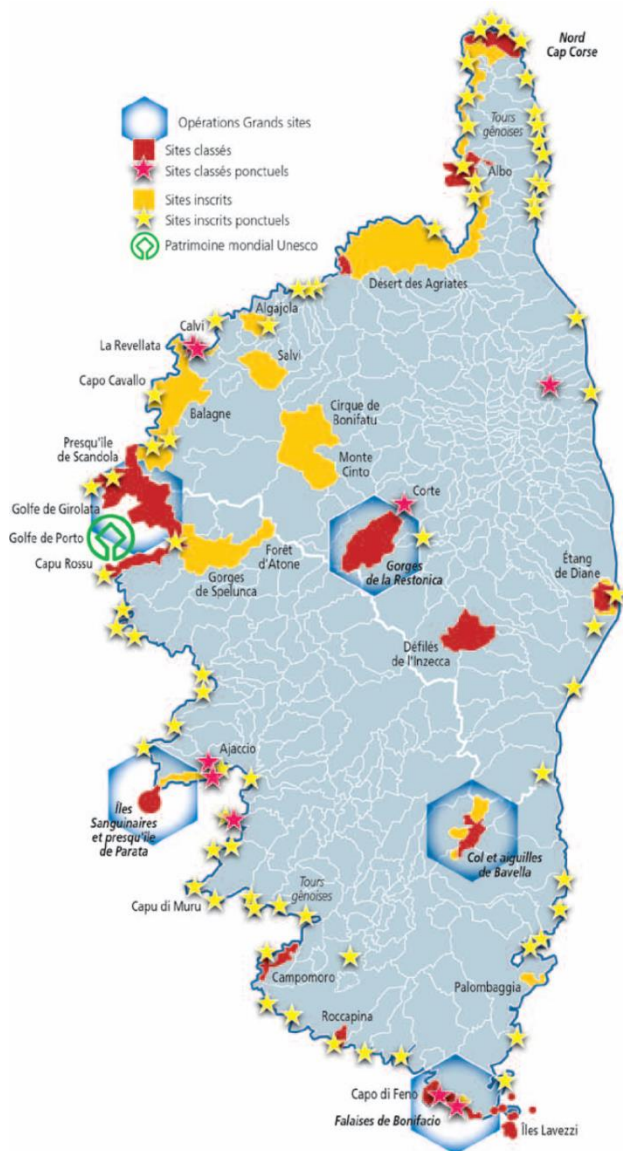 Nord
Cap Corse
Opérations Grands sites
Sites classés
Sites classés ponctuels
Sites inscrits
Sites inscrits ponctuels
Patrimoine mondial Unesco
Tours
génoises
Albo
Désert des Agriates
Algajola
Calvi
La Revellata
Salvi
Capo Cavallo
Balagne
Cirque de
Bonifatu
Monte
Cinto
Presqu'île
de Scandola
Golfe de Girolata
Golfe de Porto
Capu Rossu
Corte
Forêt
d'Atone
Gorges
de Spelunca
Gorges
de la Restonica
Étang
de Diane
Défilés
de l'Inzecca
Ajaccio
Îles
Sanguinaires
et presqu'île
de Parata
Col et aiguilles
de Bavella
Capu di Muru
Tours
génoises
Campomoro
Palombaggia
Roccapina
Capo di Feno
Falaises de Bonifacio
Îles Lavezzi